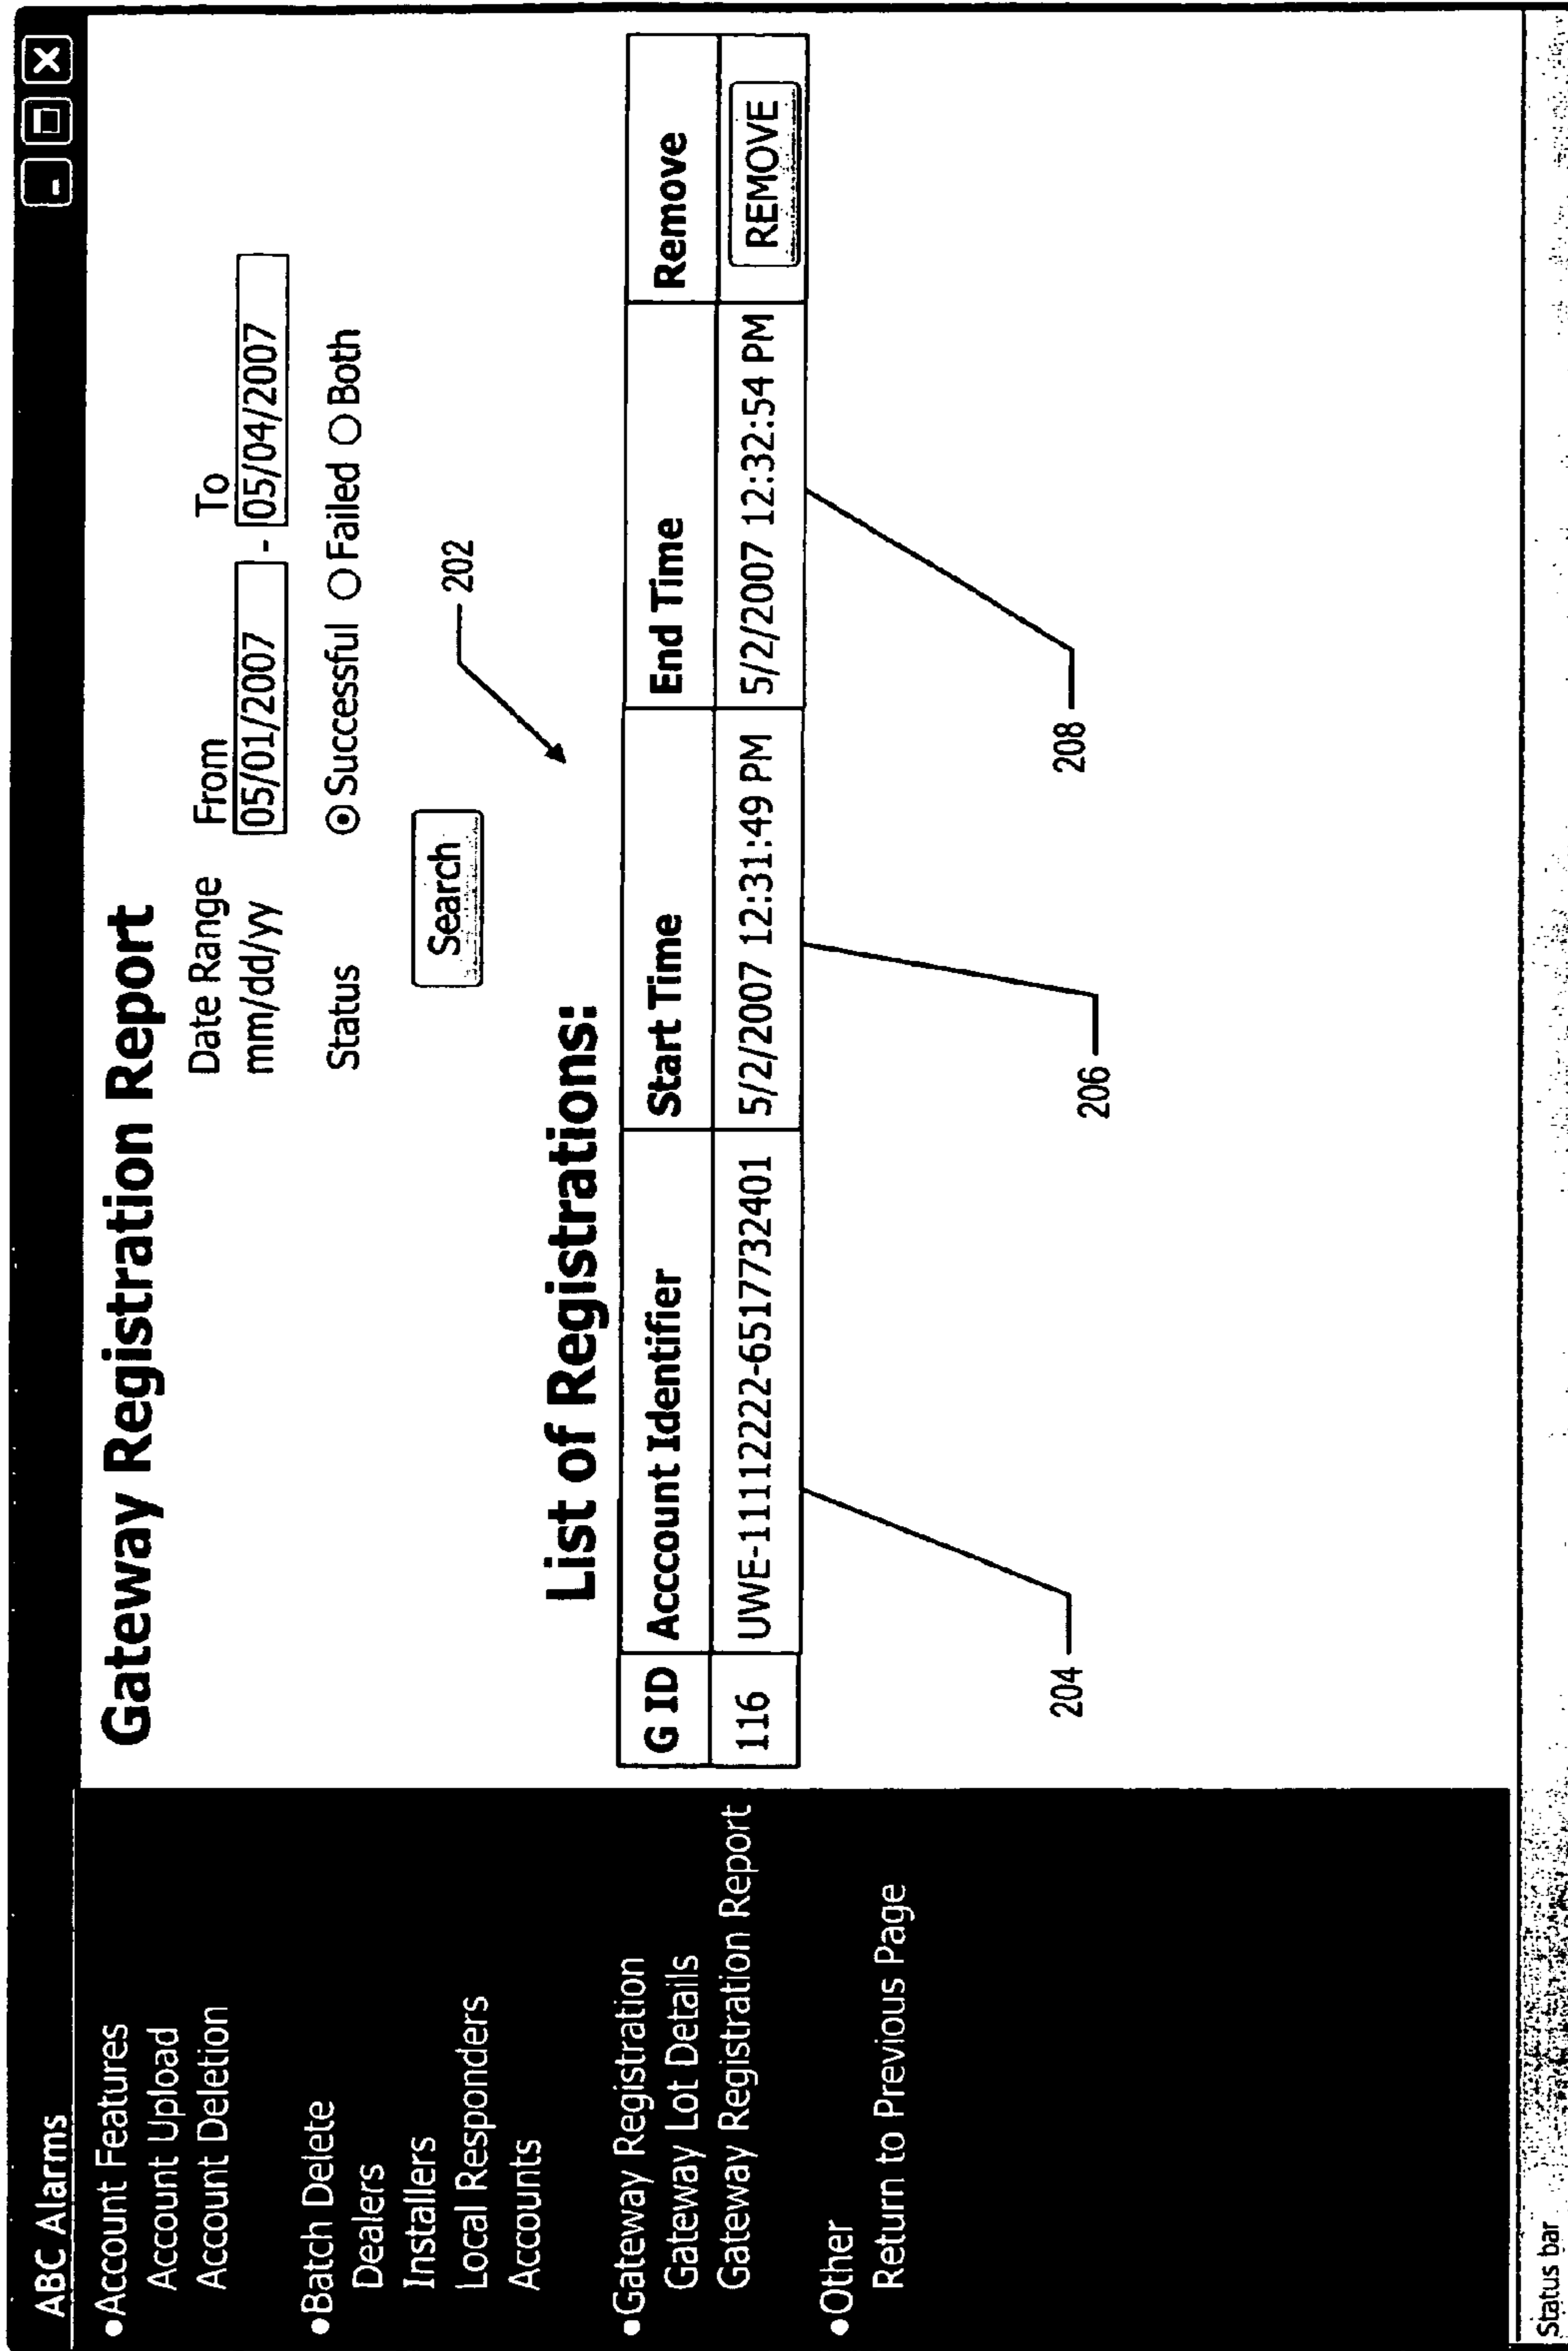 ABC Alarms
•Account Features
Account Upload
Account Deletion
•Batch Delete
Dealers
Installers
Local Responders
Accounts
•Gateway Registration
Gateway Lot Details
Gateway Registration Report
•Other
Return to Previous Page
Gateway Registration Report
Date Range From To
mm/dd/yy 05/01/2007 - 05/04/2007
Status Successful Failed Both
Search
202
List of Registrations:
G ID Account Identifier Start Time End Time Remove
116 UWE-11112222-6517732401 5/2/2007 12:31:49 PM 5/2/2007 12:32:54 PM REMOVE
204
206
208
Status bar